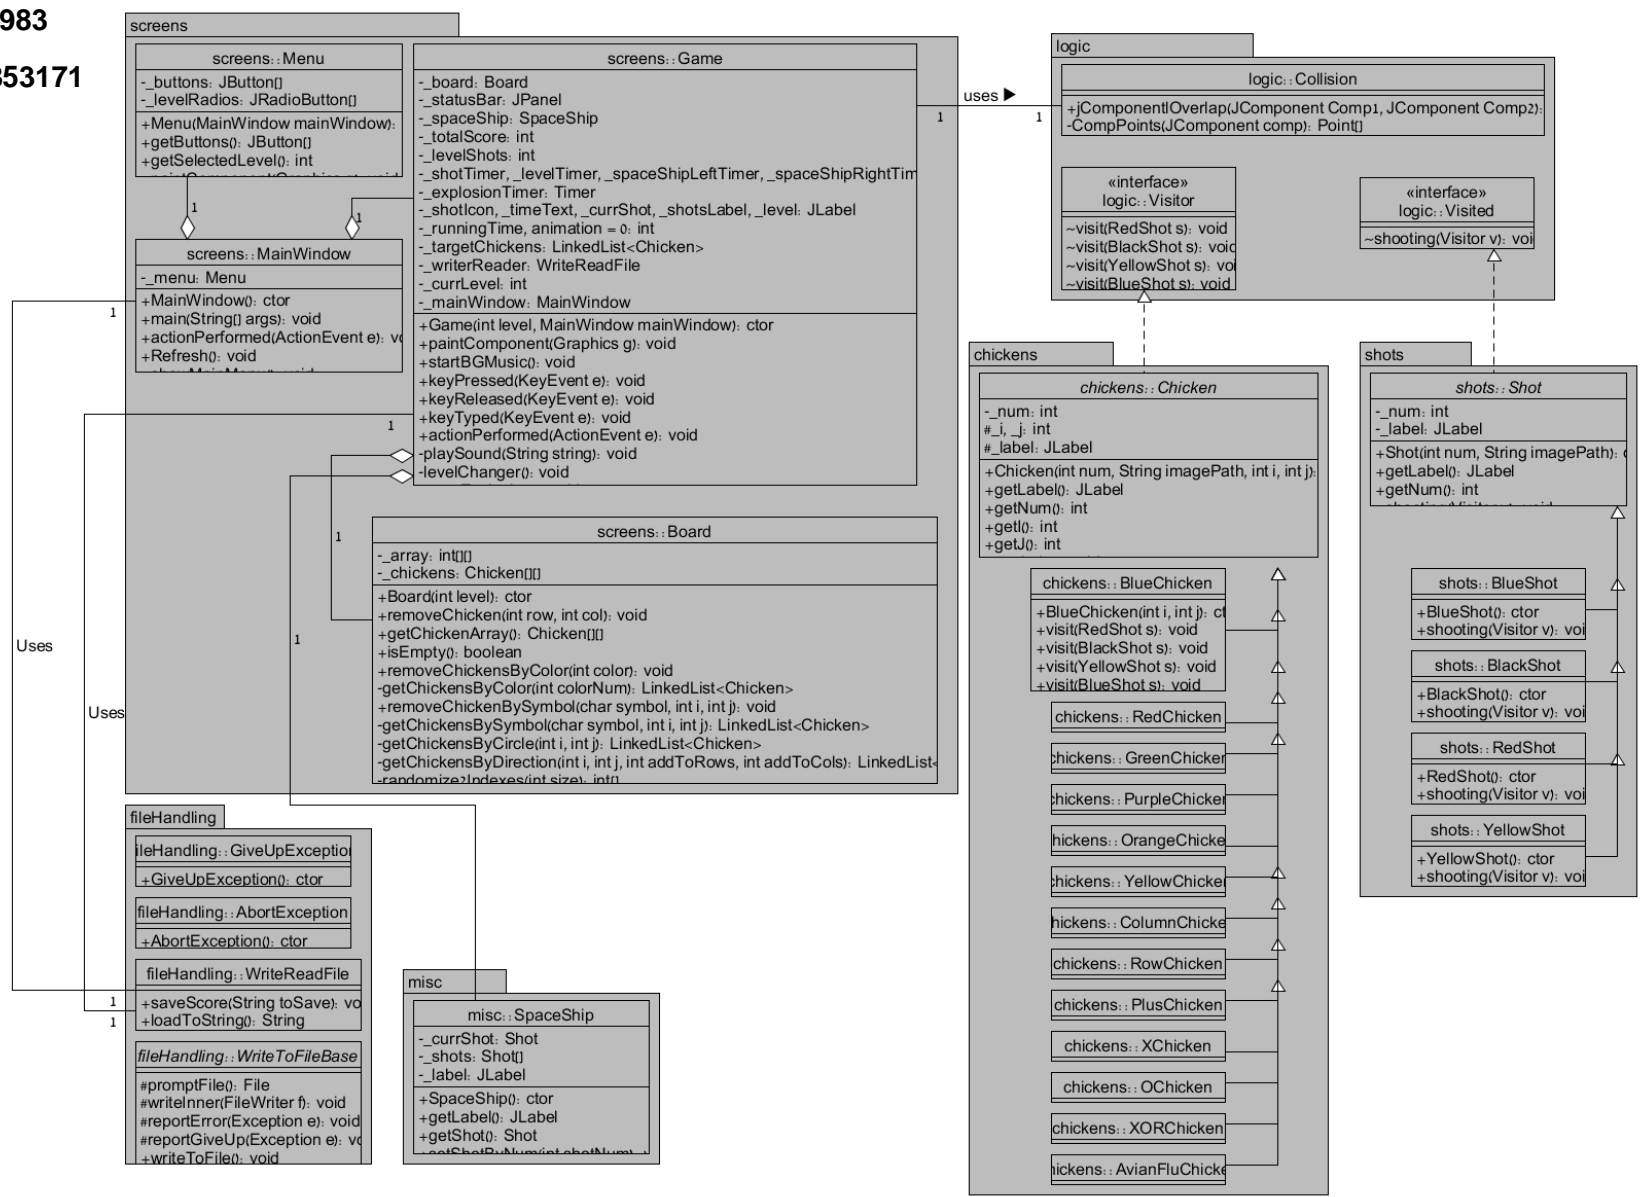 983
353171
screens
screens::Menu
-_buttons: JButton[]
-_levelRadios: JRadioButton[]
+Menu(MainWindow mainWindow):
+getButtons(): JButton[]
+getSelectedLevel(): int
1
1
screens::MainWindow
-_menu: Menu
+MainWindow(): ctor
+main(String[] args): void
+actionPerformed(ActionEvent e): vo
+Refresh(): void
screens::Game
-_board: Board
-_statusBar: JPanel
-_spaceShip: SpaceShip
-_totalScore: int
-_levelShots: int
-_shotTimer, _levelTimer, _spaceShipLeftTimer, _spaceShipRightTim
-_explosionTimer: Timer
-_shotIcon, _timeText, _currShot, _shotsLabel, _level: JLabel
-_runningTime, animation = 0: int
-_targetChickens: LinkedList<Chicken>
-_writerReader: WriteReadFile
-_currLevel: int
-_mainWindow: MainWindow
+Game(int level, MainWindow mainWindow): ctor
+paintComponent(Graphics g): void
+startBGMusic(): void
+keyPressed(KeyEvent e): void
+keyReleased(KeyEvent e): void
+keyTyped(KeyEvent e): void
+actionPerformed(ActionEvent e): void
-playSound(String string): void
-levelChanger(): void
screens::Board
-_array: int[][]
-_chickens: Chicken[][]
+Board(int level): ctor
+removeChicken(int row, int col): void
+getChickenArray(): Chicken[][]
+isEmpty(): boolean
+removeChickensByColor(int color): void
-getChickensByColor(int colorNum): LinkedList<Chicken>
+removeChickenBySymbol(char symbol, int i, int j): void
-getChickensBySymbol(char symbol, int i, int j): LinkedList<Chicken>
-getChickensByCircle(int i, int j): LinkedList<Chicken>
-getChickensByDirection(int i, int j, int addToRows, int addToCols): LinkedList<
-randomize2Indexes(int size): int[]
1
1
1
1
Uses
Uses
uses ▶
1
1
logic
logic::Collision
+jComponentIOverlap(JComponent Comp1, JComponent Comp2):
-CompPoints(JComponent comp): Point[]
«interface»
logic::Visitor
~visit(RedShot s): void
~visit(BlackShot s): void
~visit(YellowShot s): voi
~visit(BlueShot s): void
«interface»
logic::Visited
~shooting(Visitor v): voi
fileHandling
ileHandling::GiveUpException
+GiveUpException(): ctor
fileHandling::AbortException
+AbortException(): ctor
fileHandling::WriteReadFile
+saveScore(String toSave): vo
+loadToString(): String
1
1
fileHandling::WriteToFileBase
#promptFile(): File
#writeInner(FileWriter f): void
#reportError(Exception e): void
#reportGiveUp(Exception e): vo
+writeToFile(): void
misc
misc::SpaceShip
-_currShot: Shot
-_shots: Shot[]
-_label: JLabel
+SpaceShip(): ctor
+getLabel(): JLabel
+getShot(): Shot
chickens
chickens::Chicken
-_num: int
#_i, _j: int
#_label: JLabel
+Chicken(int num, String imagePath, int i, int j):
+getLabel(): JLabel
+getNum(): int
+getI(): int
+getJ(): int
chickens::BlueChicken
+BlueChicken(int i, int j): ct
+visit(RedShot s): void
+visit(BlackShot s): void
+visit(YellowShot s): void
+visit(BlueShot s): void
chickens::RedChicken
chickens::GreenChicken
hickens::PurpleChicken
hickens::OrangeChicke
hickens::YellowChicken
hickens::ColumnChicke
chickens::RowChicken
chickens::PlusChicken
chickens::XChicken
chickens::OChicken
chickens::XORChicken
hickens::AvianFluChicke
shots
shots::Shot
-_num: int
-_label: JLabel
+Shot(int num, String imagePath): c
+getLabel(): JLabel
+getNum(): int
shots::BlueShot
+BlueShot(): ctor
+shooting(Visitor v): voi
shots::BlackShot
+BlackShot(): ctor
+shooting(Visitor v): voi
shots::RedShot
+RedShot(): ctor
+shooting(Visitor v): voi
shots::YellowShot
+YellowShot(): ctor
+shooting(Visitor v): voi